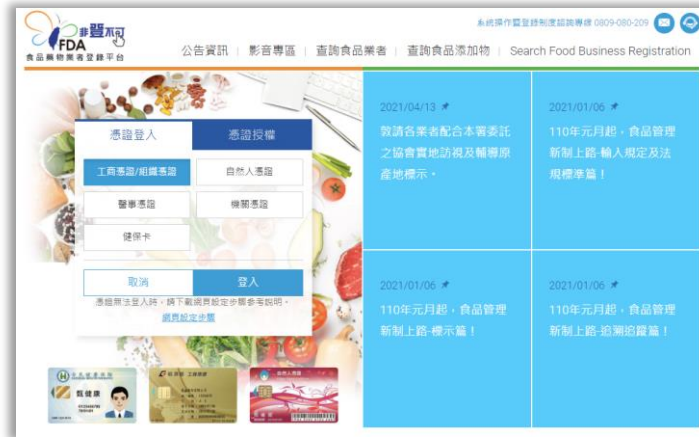 系統操作暨登錄制度諮詢專線 0809-080-209
非登不可
FDA
食品藥物業者登錄平台
公告資訊 | 影音專區 | 查詢食品業者 | 查詢食品添加物 | Search Food Business Registration
憑證登入
憑證授權
工商憑證/組織憑證
自然人憑證
醫事憑證
機關憑證
健保卡
取消
登入
憑證無法登入時，請下載網頁設定步驟參考說明。
網頁設定步驟
2021/04/13
敦請各業者配合本署委託
之協會實地訪視及輔導原
產地標示。
2021/01/06
110年元月起，食品管理
新制上路-輸入規定及法
規標準篇！
2021/01/06
110年元月起，食品管理
新制上路-標示篇！
2021/01/06
110年元月起，食品管理
新制上路-追溯追蹤篇！
甄健康